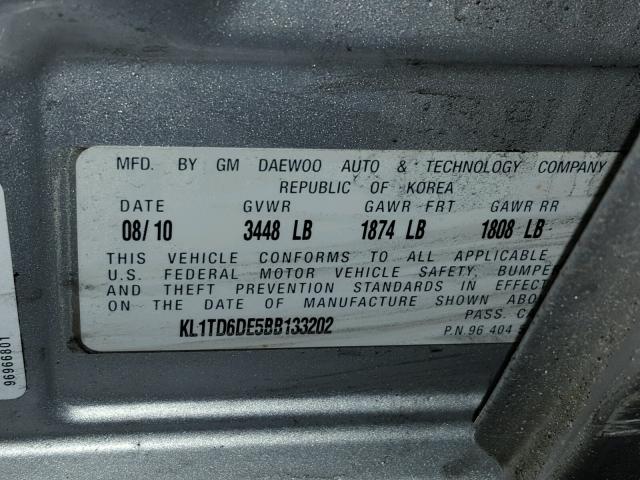 MFD. BY GM DAEWOO AUTO & TECHNOLOGY COMPANY
REPUBLIC OF KOREA
DATE GVWR GAWR FRT GAWR RR
08/10 3448 LB 1874 LB 1808 LB
THIS VEHICLE CONFORMS TO ALL APPLICABLE
U.S. FEDERAL MOTOR VEHICLE SAFETY, BUMPE
AND THEFT PREVENTION STANDARDS IN EFFECT
ON THE DATE OF MANUFACTURE SHOWN ABO
PASS. C
KL1TD6DE5BB133202
P.N. 96 404
96966801